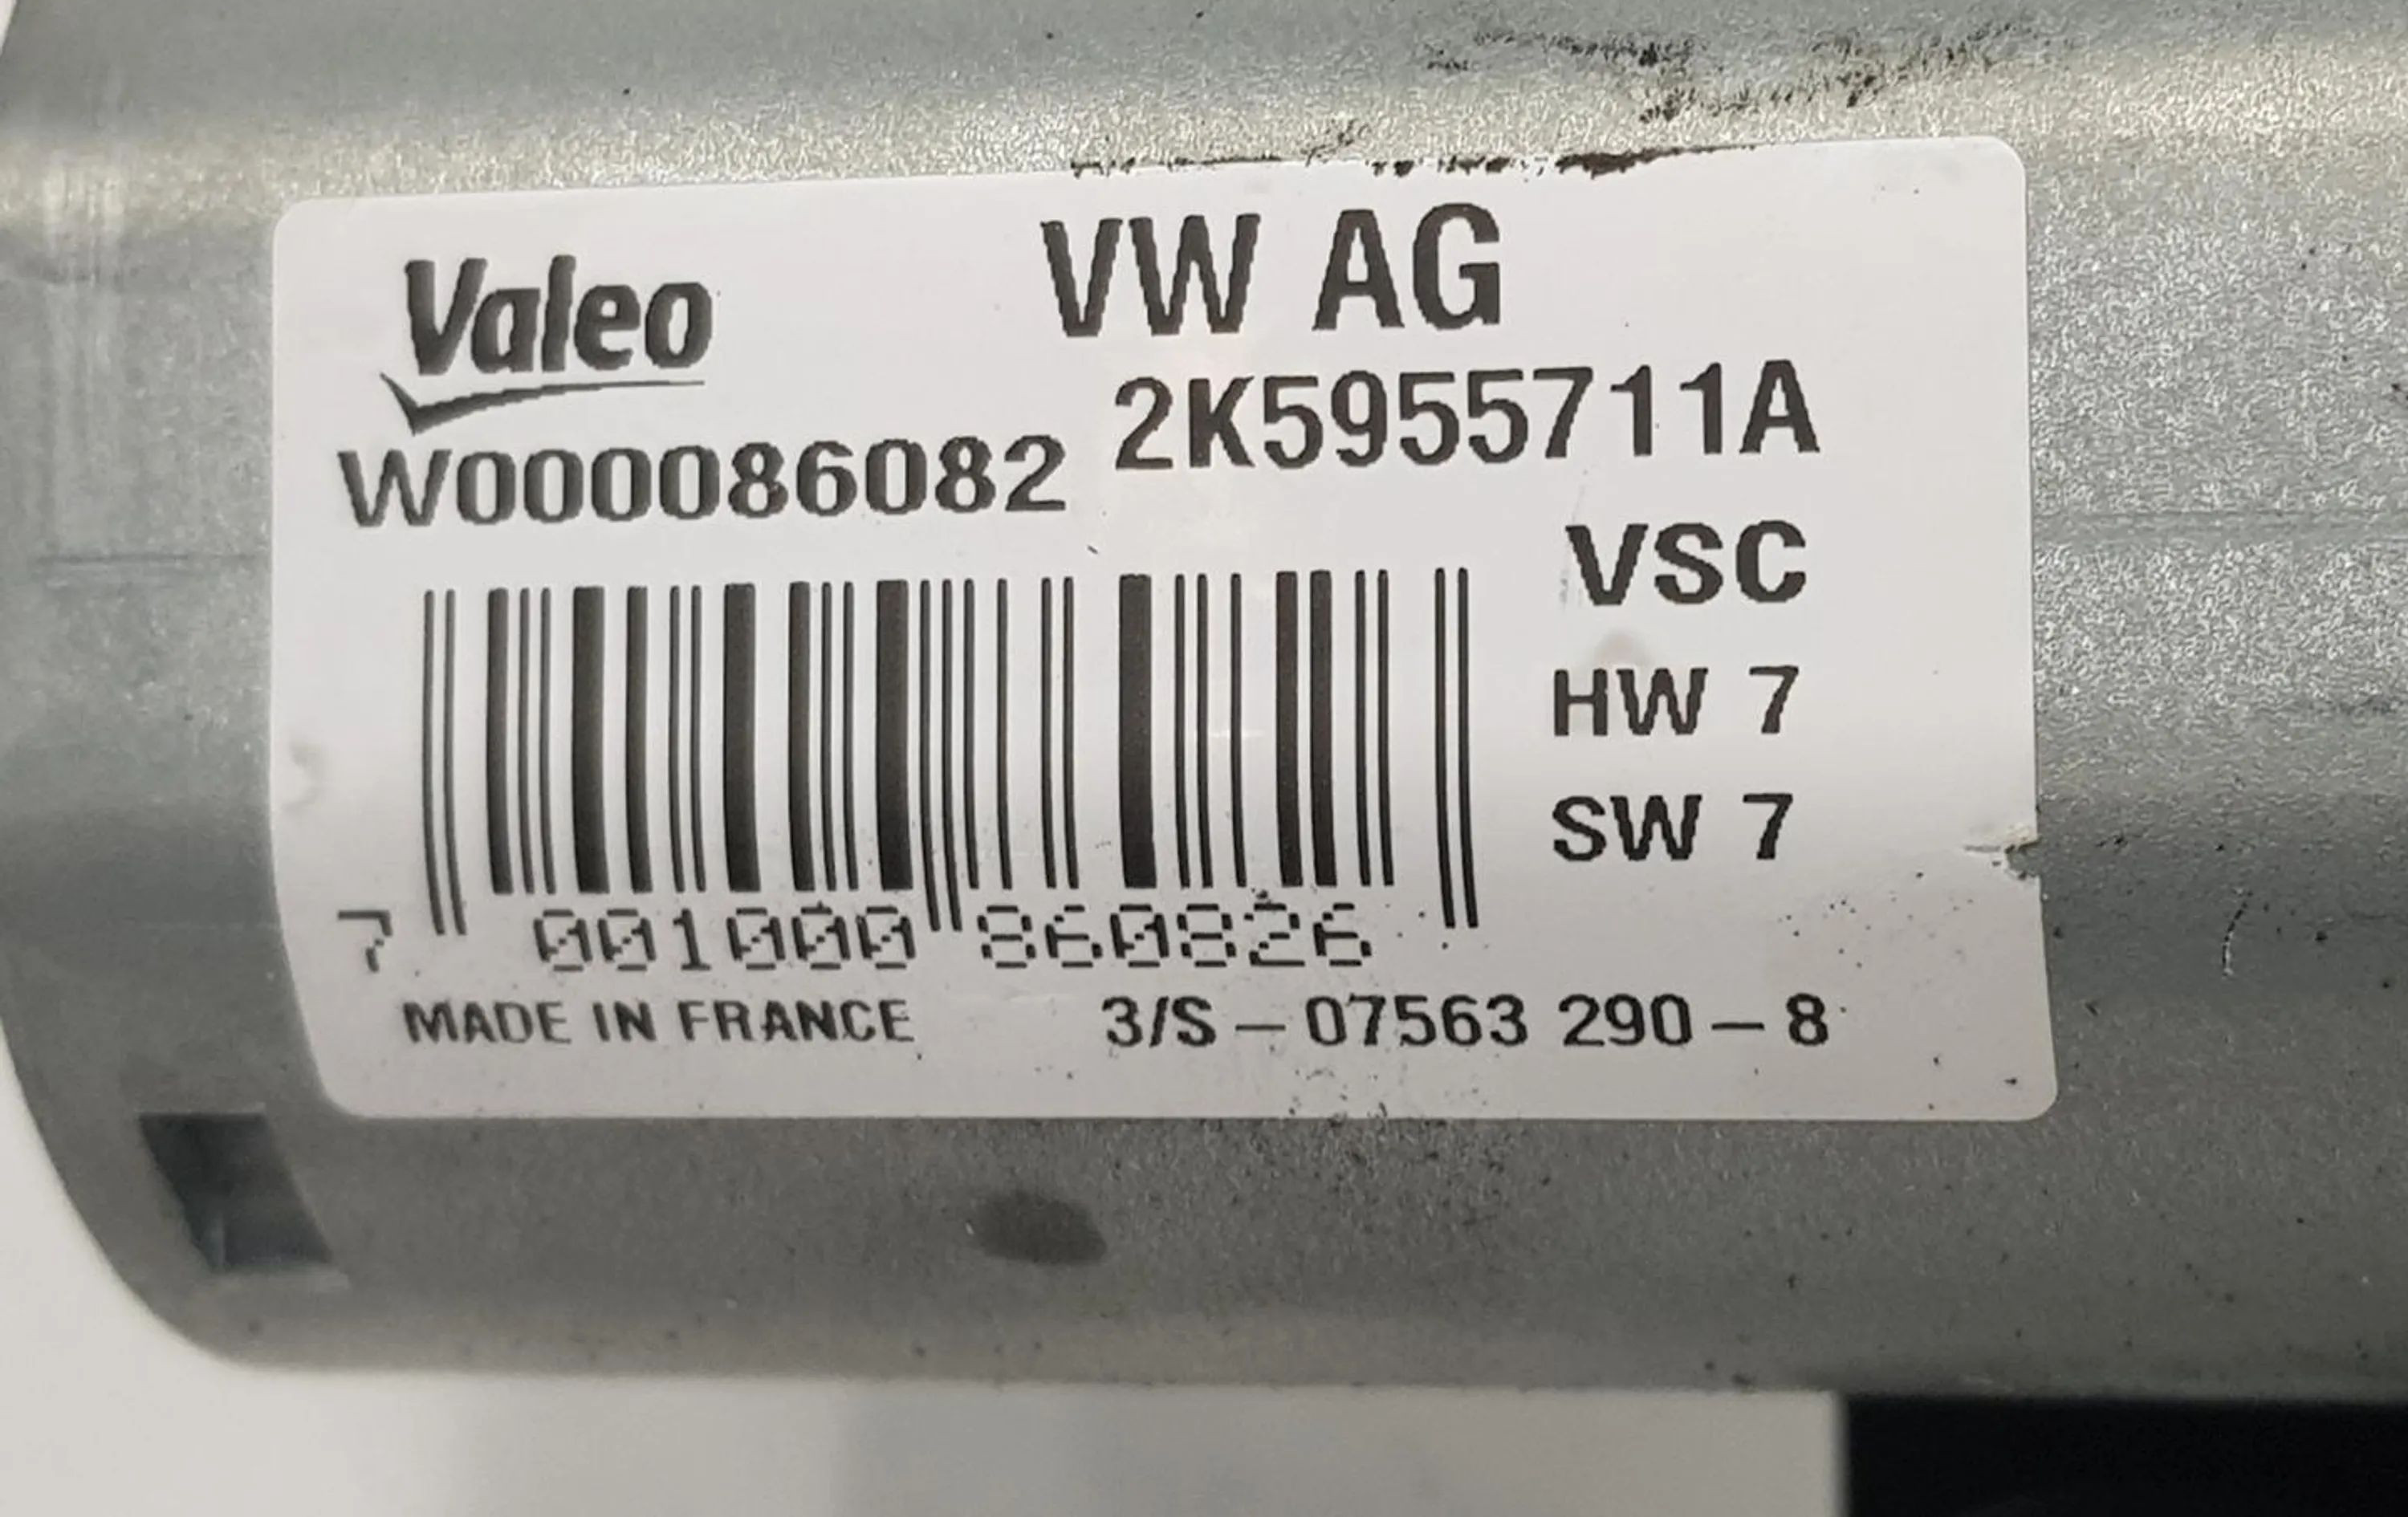 Valeo
VW AG
W000086082
2K5955711A
VSC
HW 7
SW 7
7 001000 860826
MADE IN FRANCE
3/S - 07563 290 - 8